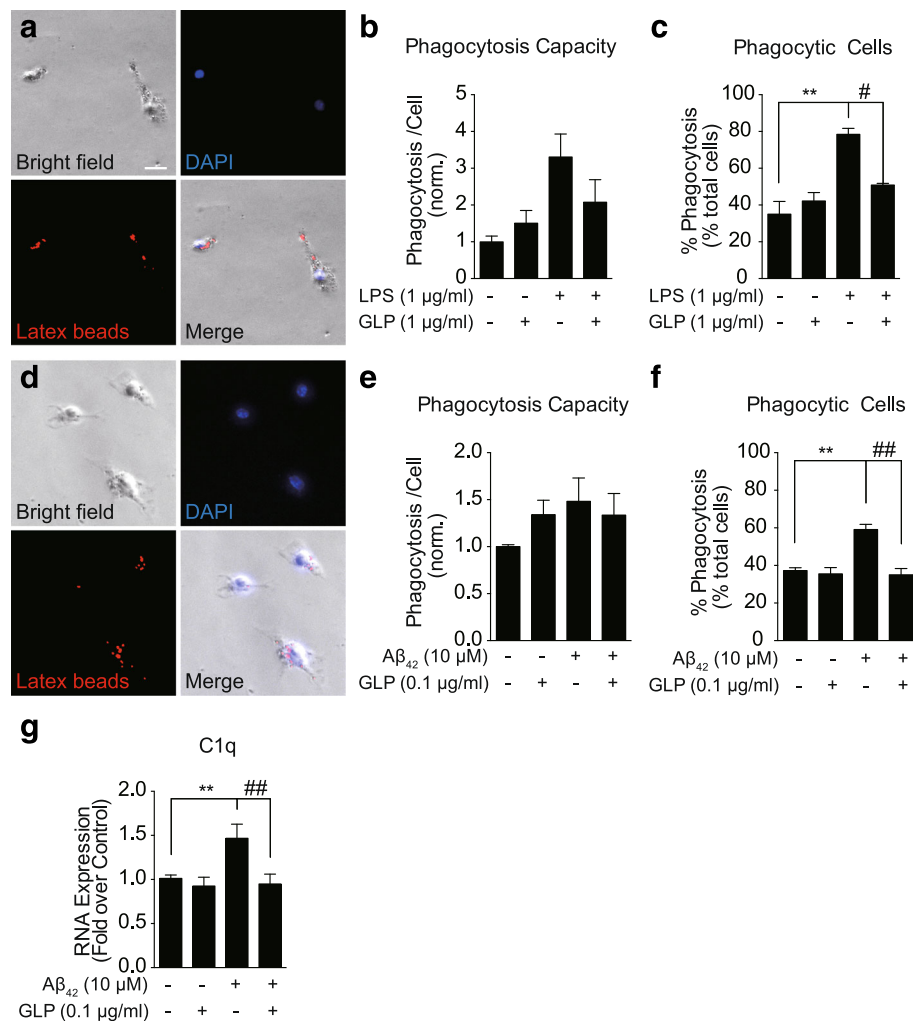 a
Bright field
DAPI
Latex beads
Merge
b
Phagocytosis Capacity
Phagocytosis /Cell
(norm.)
5
4
3
2
1
0
LPS (1 µg/ml) - - + +
GLP (1 µg/ml) - + - +
c
Phagocytic Cells
% Phagocytosis
(% total cells)
100
80
60
40
20
0
** #
LPS (1 µg/ml) - - + +
GLP (1 µg/ml) - + - +
d
Bright field
DAPI
Latex beads
Merge
e
Phagocytosis Capacity
Phagocytosis /Cell
(norm.)
2.0
1.5
1.0
0.5
0.0
Aβ₄₂ (10 µM) - - + +
GLP (0.1 µg/ml) - + - +
f
Phagocytic Cells
% Phagocytosis
(% total cells)
100
80
60
40
20
0
** ##
Aβ₄₂ (10 µM) - - + +
GLP (0.1 µg/ml) - + - +
g
C1q
RNA Expression
(Fold over Control)
2.0
1.5
1.0
0.5
0.0
** ##
Aβ₄₂ (10 µM) - - + +
GLP (0.1 µg/ml) - + - +